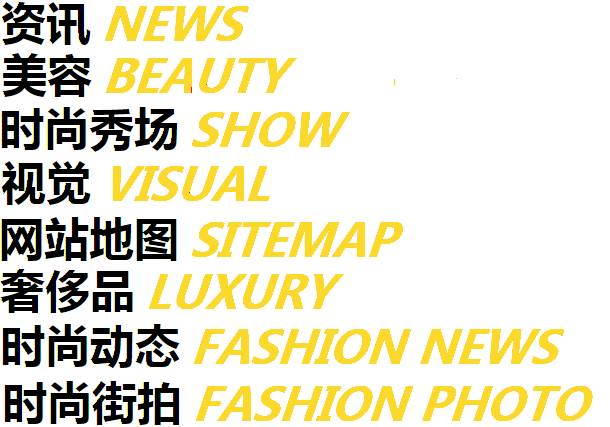 资讯 NEWS
美容 BEAUTY
时尚秀场 SHOW
视觉 VISUAL
网站地图 SITEMAP
奢侈品 LUXURY
时尚动态 FASHION NEWS
时尚街拍 FASHION PHOTO